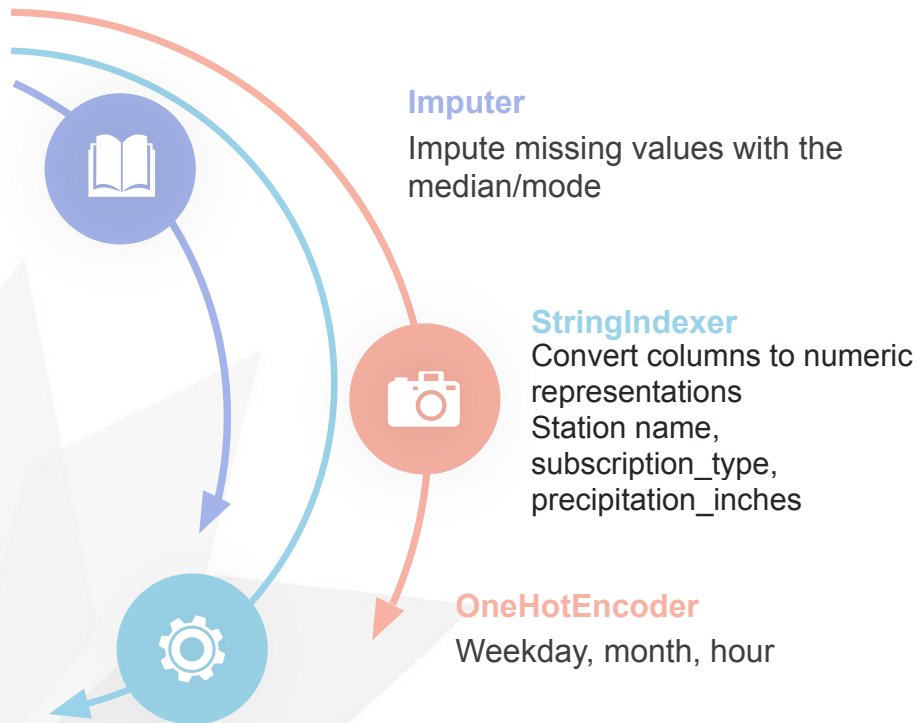 Imputer
Impute missing values with the
median/mode
StringIndexer
Convert columns to numeric
representations
Station name,
subscription_type,
precipitation_inches
OneHotEncoder
Weekday, month, hour